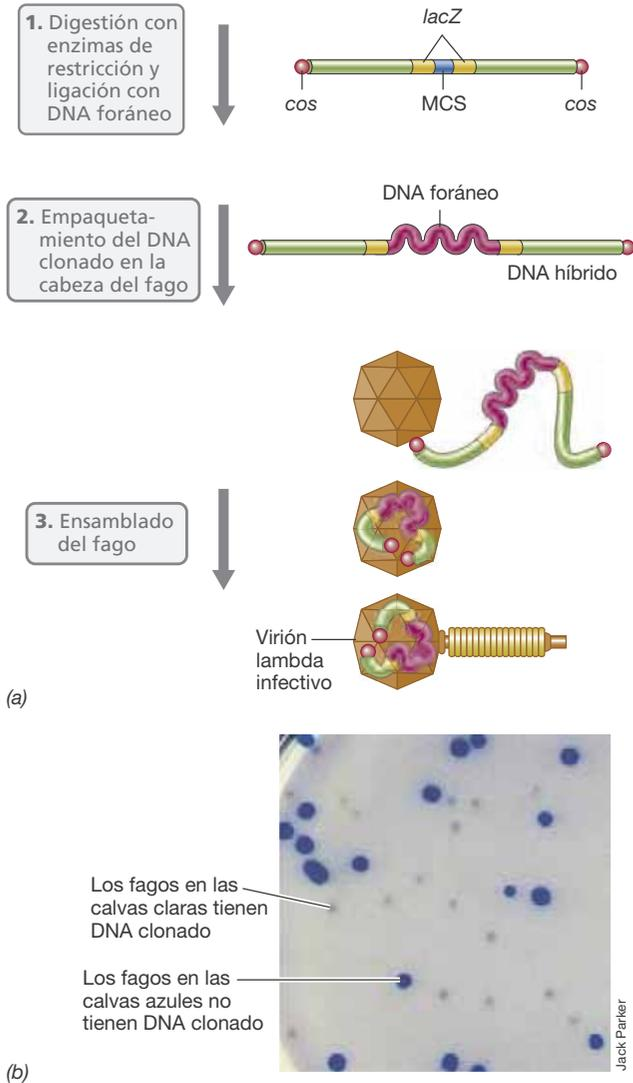 1. Digestión con
enzimas de
restricción y
ligación con
DNA foráneo
lacZ
cos
MCS
cos
2. Empaqueta-
miento del DNA
clonado en la
cabeza del fago
DNA foráneo
DNA híbrido
3. Ensamblado
del fago
Virión
lambda
infectivo
(a)
Los fagos en las
calvas claras tienen
DNA clonado
Los fagos en las
calvas azules no
tienen DNA clonado
Jack Parker
(b)